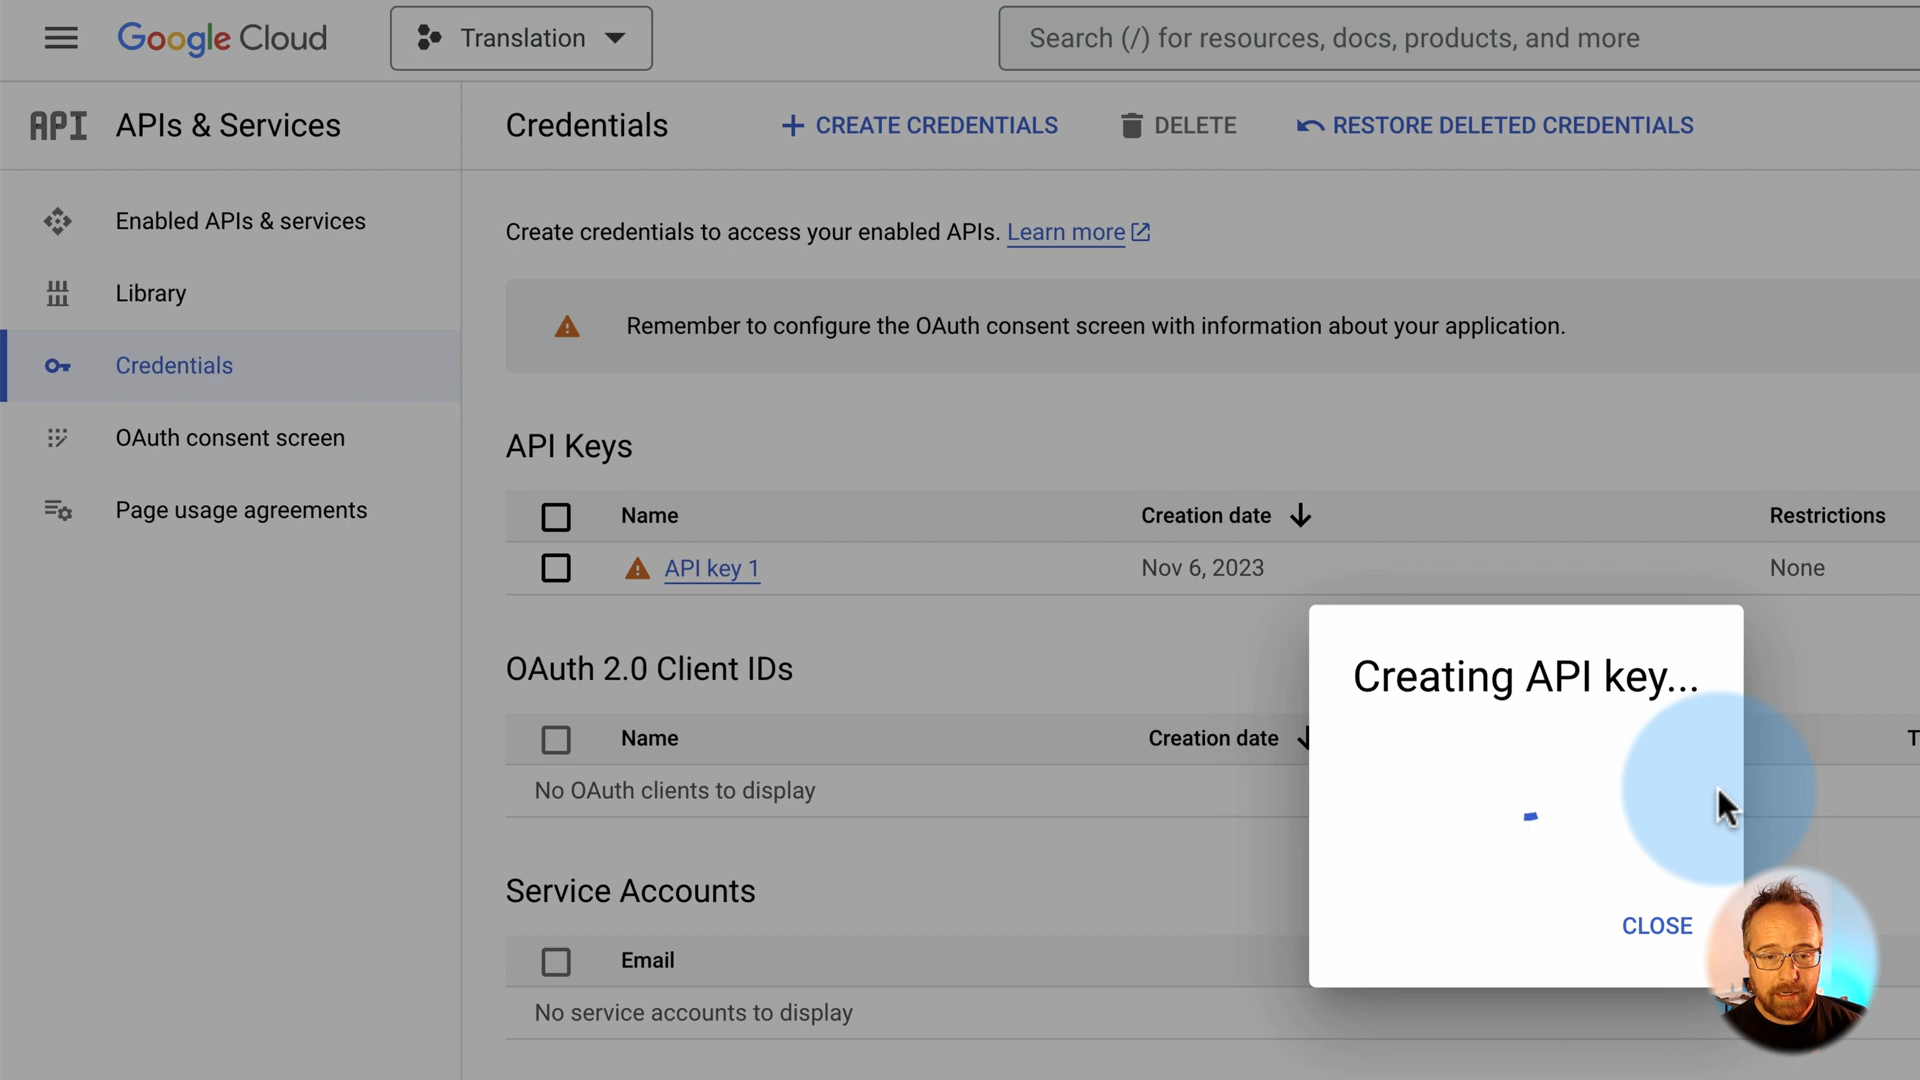 Google Cloud
Translation
Search (/) for resources, docs, products, and more
API APIs & Services
Credentials
CREATE CREDENTIALS
DELETE
RESTORE DELETED CREDENTIALS
Enabled APIs & services
Library
Credentials
OAuth consent screen
Page usage agreements
Create credentials to access your enabled APIs. Learn more
Remember to configure the OAuth consent screen with information about your application.
API Keys
Name Creation date Restrictions
API key 1 Nov 6, 2023 None
OAuth 2.0 Client IDs
Name Creation date T
No OAuth clients to display
Service Accounts
Email
No service accounts to display
Creating API key...
CLOSE